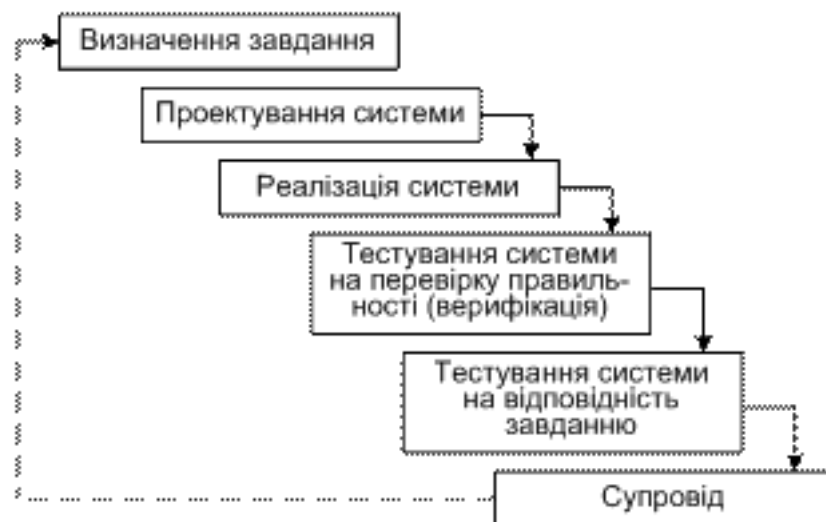 Визначення завдання
Проектування системи
Реалізація системи
Тестування системи
на перевірку правиль-
ності (верифікація)
Тестування системи
на відповідність
завданню
Супровід